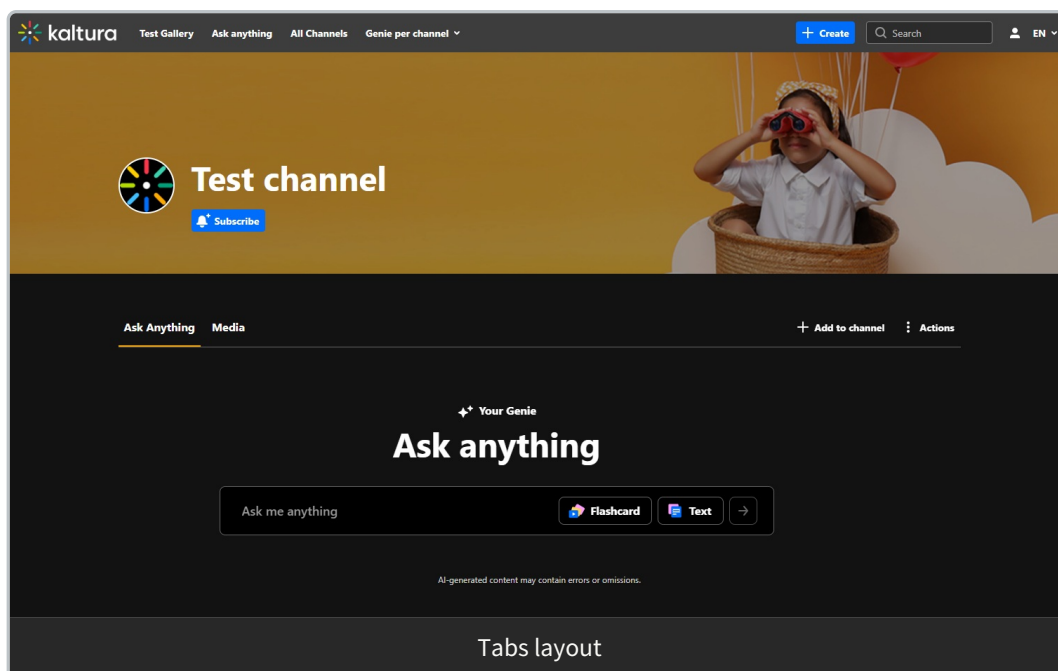 kaltura Test Gallery Ask anything All Channels Genie per channel + Create Search EN
Test channel
Subscribe
Ask Anything Media + Add to channel Actions
Your Genie
Ask anything
Ask me anything Flashcard Text
AI-generated content may contain errors or omissions.
Tabs layout